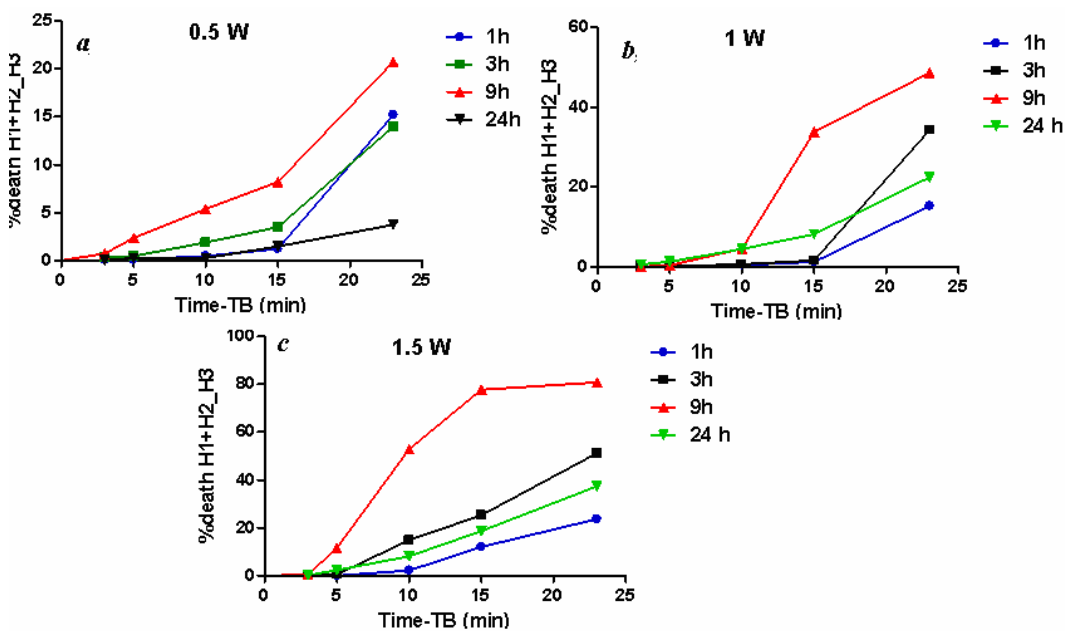 a
0.5 W
%death H1+H2_H3
25
20
15
10
5
0
0 5 10 15 20 25
Time-TB (min)
1h
3h
9h
24h
b
1 W
%death H1+H2_H3
60
40
20
0
0 5 10 15 20 25
Time-TB (min)
1h
3h
9h
24 h
c
1.5 W
%death H1+H2_H3
100
80
60
40
20
0
0 5 10 15 20 25
Time-TB (min)
1h
3h
9h
24 h